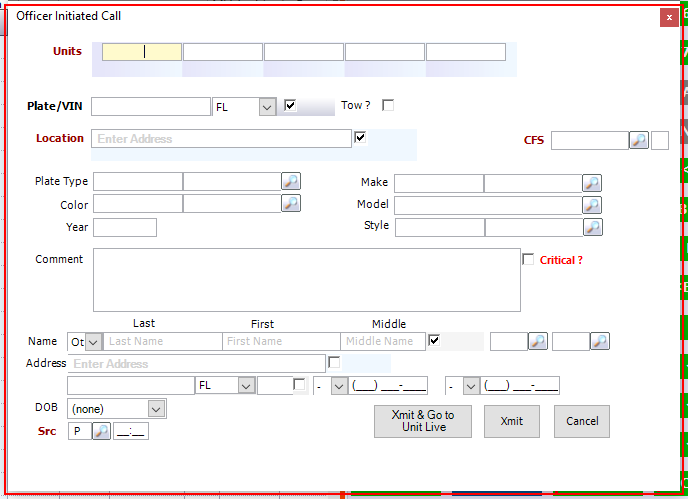 Officer Initiated Call x
Units
Plate/VIN FL Tow ?
Location Enter Address CFS
Plate Type Make
Color Model
Year Style
Comment Critical ?
Last First Middle
Name Ot Last Name First Name Middle Name
Address Enter Address
FL - (___) ___-____ - (___) ___-____
DOB (none)
Src P __:__
Xmit & Go to
Unit Live
Xmit Cancel